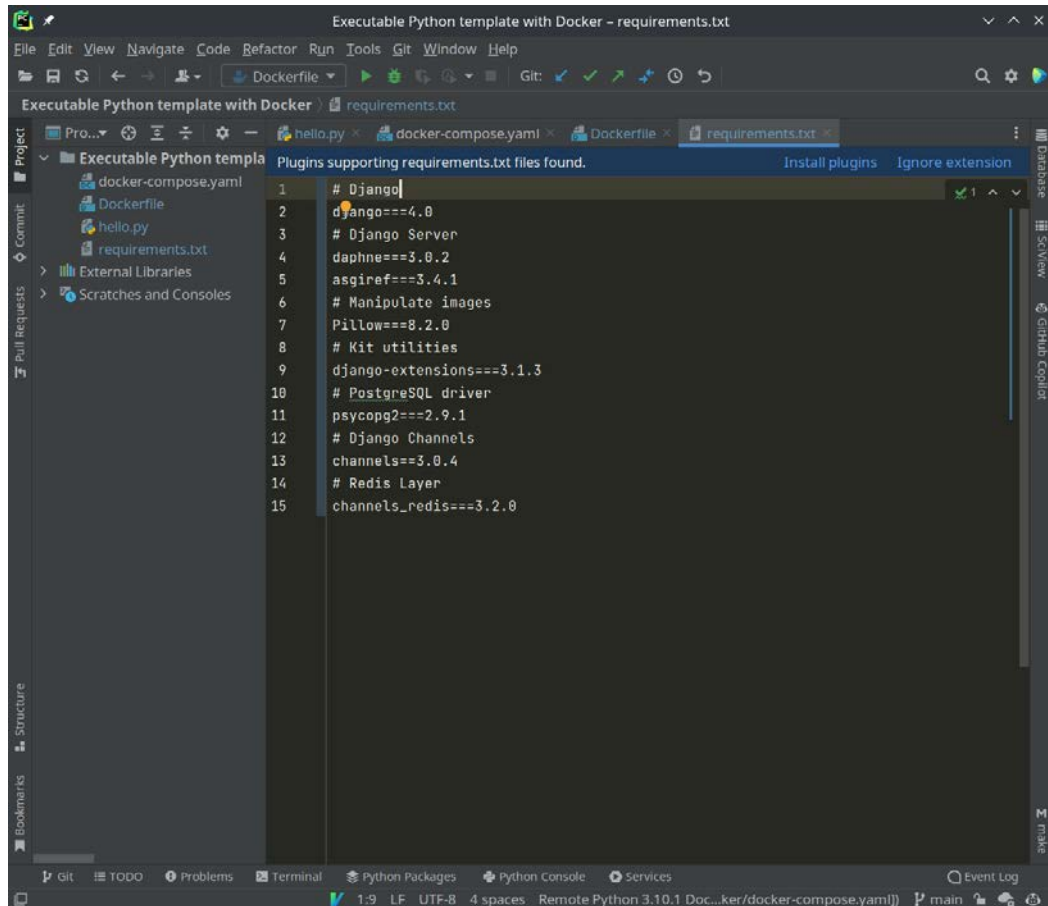 Executable Python template with Docker – requirements.txt
File Edit View Navigate Code Refactor Run Tools Git Window Help
Dockerfile Git:
Executable Python template with Docker requirements.txt
Pro... hello.py docker-compose.yaml Dockerfile requirements.txt
Project
Commit
Pull Requests
Structure
Bookmarks
Executable Python templa
docker-compose.yaml
Dockerfile
hello.py
requirements.txt
External Libraries
Scratches and Consoles
Plugins supporting requirements.txt files found. Install plugins Ignore extension
1 # Django
2 django===4.0
3 # Django Server
4 daphne===3.0.2
5 asgiref===3.4.1
6 # Manipulate images
7 Pillow===8.2.0
8 # Kit utilities
9 django-extensions===3.1.3
10 # PostgreSQL driver
11 psycopg2===2.9.1
12 # Django Channels
13 channels==3.0.4
14 # Redis Layer
15 channels_redis===3.2.0
1
Database
SciView
GitHub Copilot
M make
Git TODO Problems Terminal Python Packages Python Console Services Event Log
1:9 LF UTF-8 4 spaces Remote Python 3.10.1 Doc...ker/docker-compose.yaml]) main